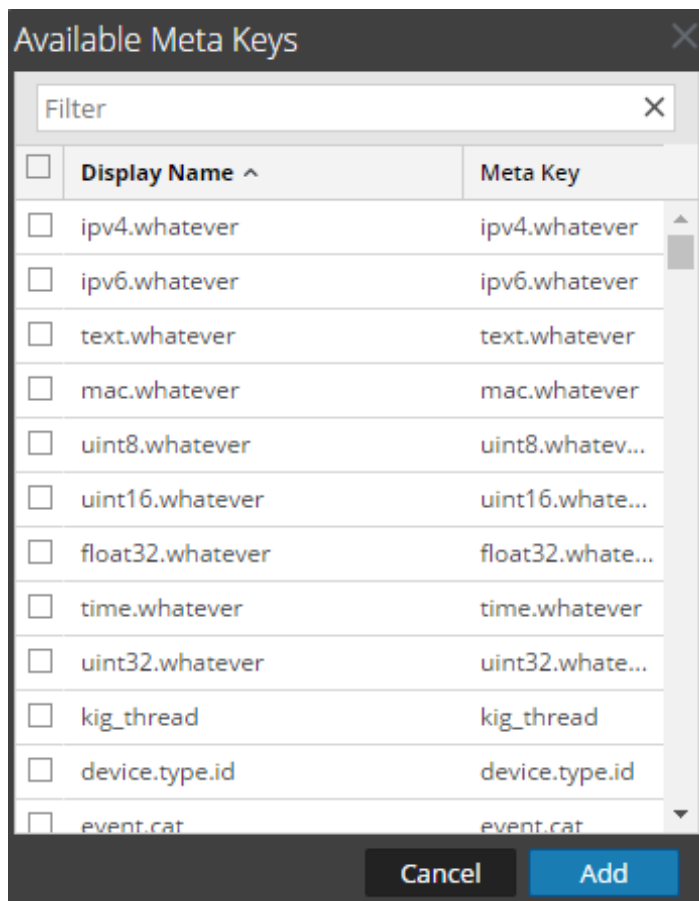 Available Meta Keys
Filter
Display Name Meta Key
ipv4.whatever ipv4.whatever
ipv6.whatever ipv6.whatever
text.whatever text.whatever
mac.whatever mac.whatever
uint8.whatever uint8.whatev...
uint16.whatever uint16.whate...
float32.whatever float32.whate...
time.whatever time.whatever
uint32.whatever uint32.whate...
kig_thread kig_thread
device.type.id device.type.id
event.cat event.cat
Cancel Add